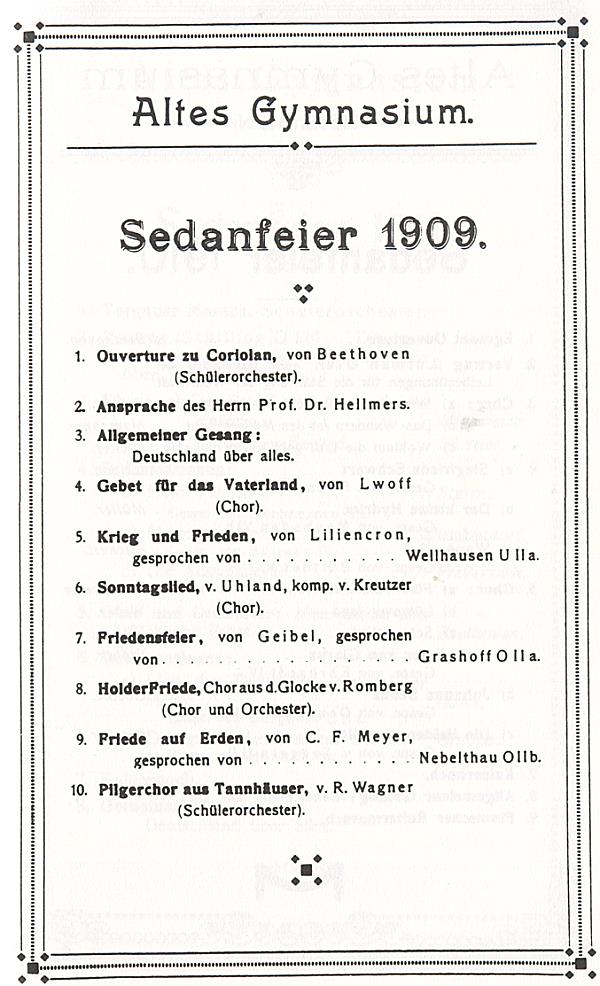 Altes Gymnasium.
Sedanfeier 1909.
1. Ouverture zu Coriolan, von Beethoven
(Schülerorchester).
2. Ansprache des Herrn Prof. Dr. Hellmers.
3. Allgemeiner Gesang:
Deutschland über alles.
4. Gebet für das Vaterland, von Lwoff
(Chor).
5. Krieg und Frieden, von Liliencron,
gesprochen von . . . . . . . . . . . Wellhausen U IIa.
6. Sonntagslied, v. Uhland, komp. v. Kreutzer
(Chor).
7. Friedensfeier, von Geibel, gesprochen
von . . . . . . . . . . . . . . . . . . Grashoff O IIa.
8. Holder Friede, Chor aus d. Glocke v. Romberg
(Chor und Orchester).
9. Friede auf Erden, von C. F. Meyer,
gesprochen von . . . . . . . . . . . . Nebelthau OIIb.
10. Pilgerchor aus Tannhäuser, v. R. Wagner
(Schülerorchester).